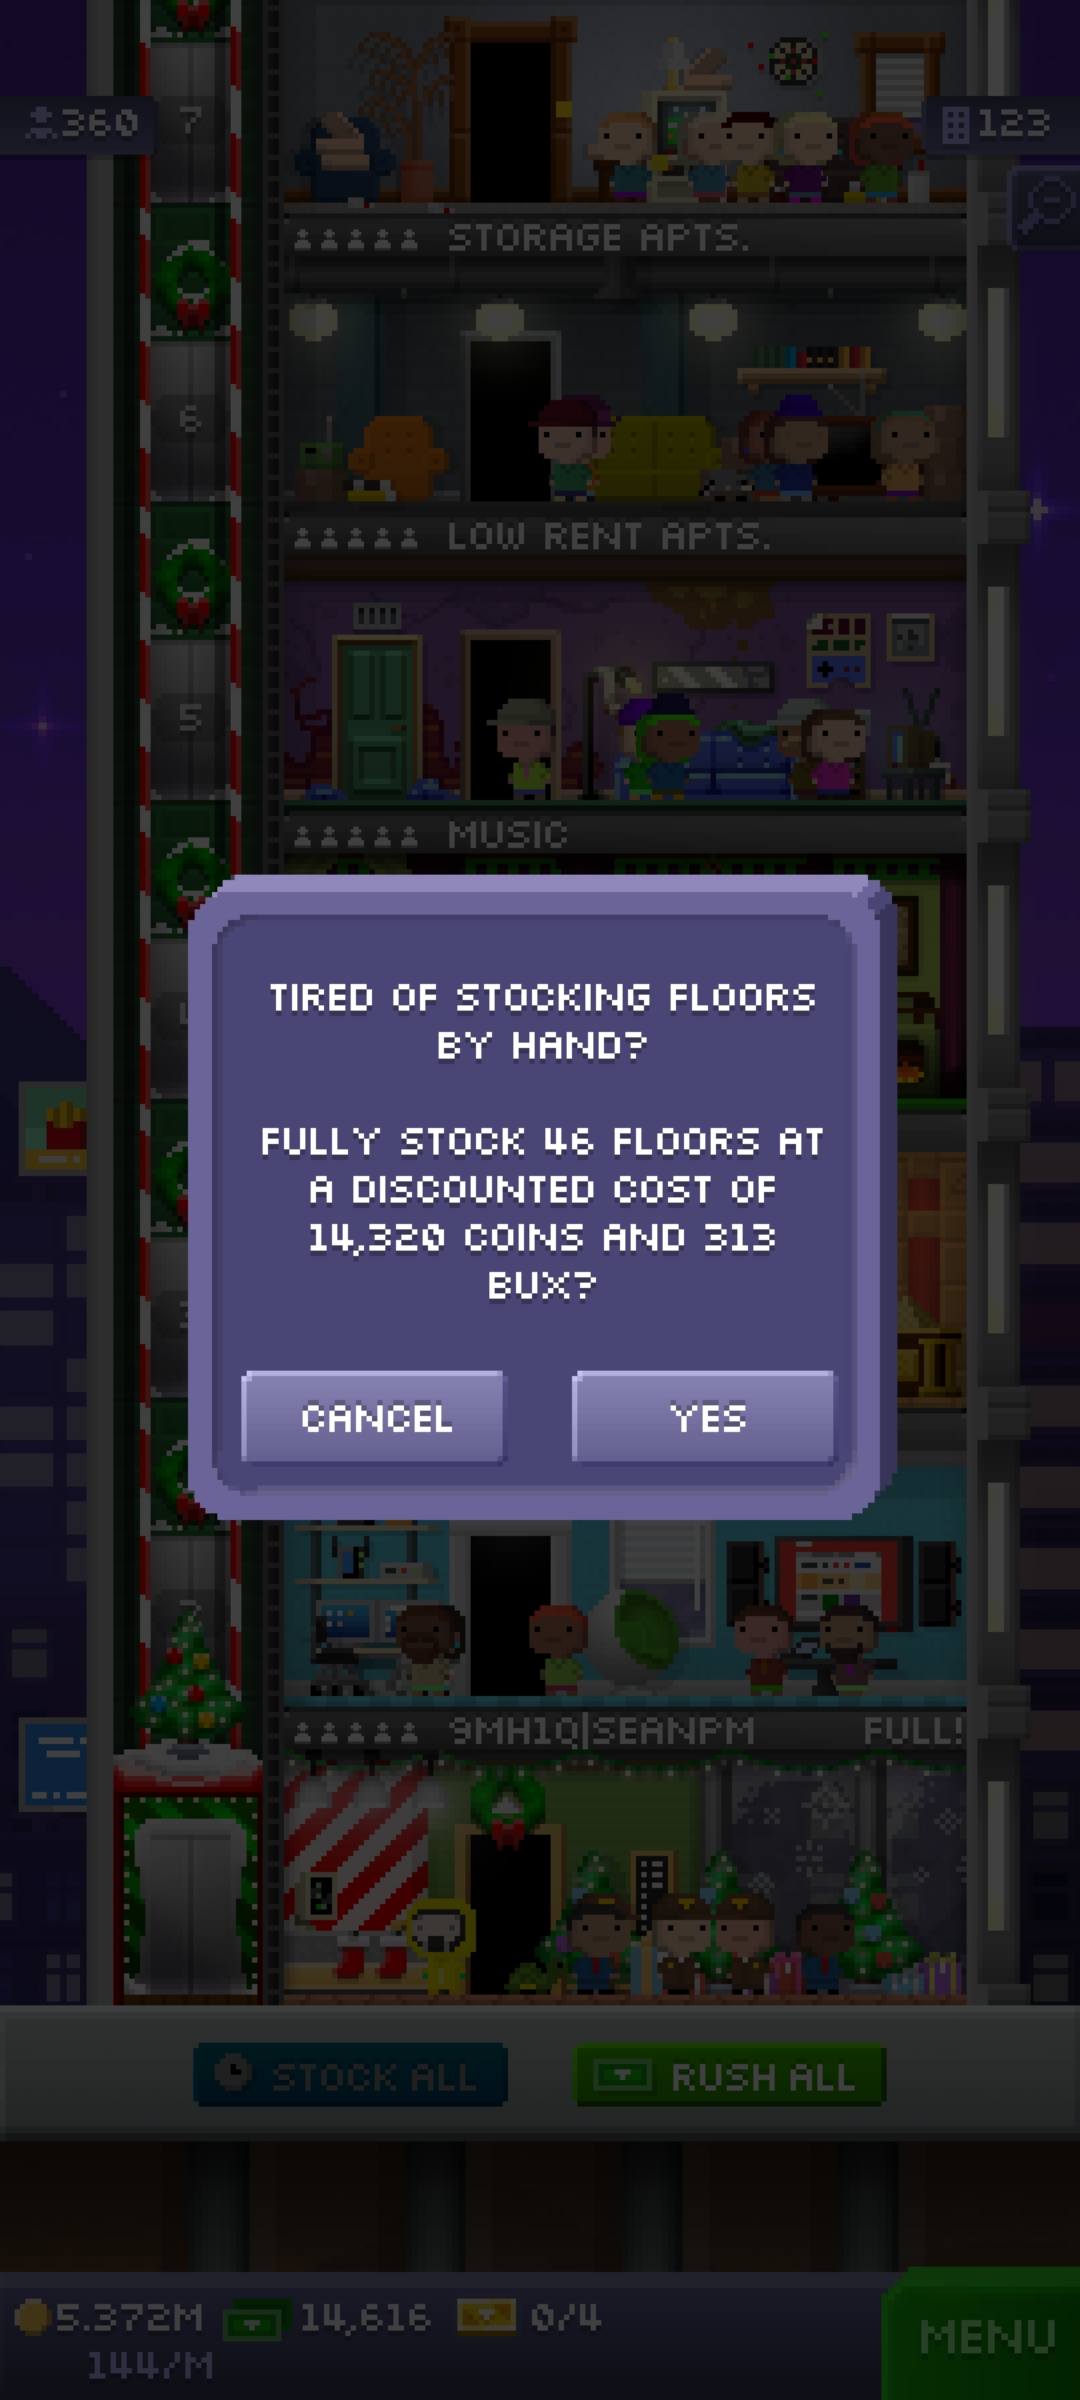 7
360
123
STORAGE APTS.
6
LOW RENT APTS.
5
MUSIC
TIRED OF STOCKING FLOORS
BY HAND?
FULLY STOCK 46 FLOORS AT
A DISCOUNTED COST OF
14,320 COINS AND 313
BUX?
CANCEL
YES
9MH1Q|SEANPM
FULL!
STOCK ALL
RUSH ALL
5.372M
14,616
0/4
144/M
MENU